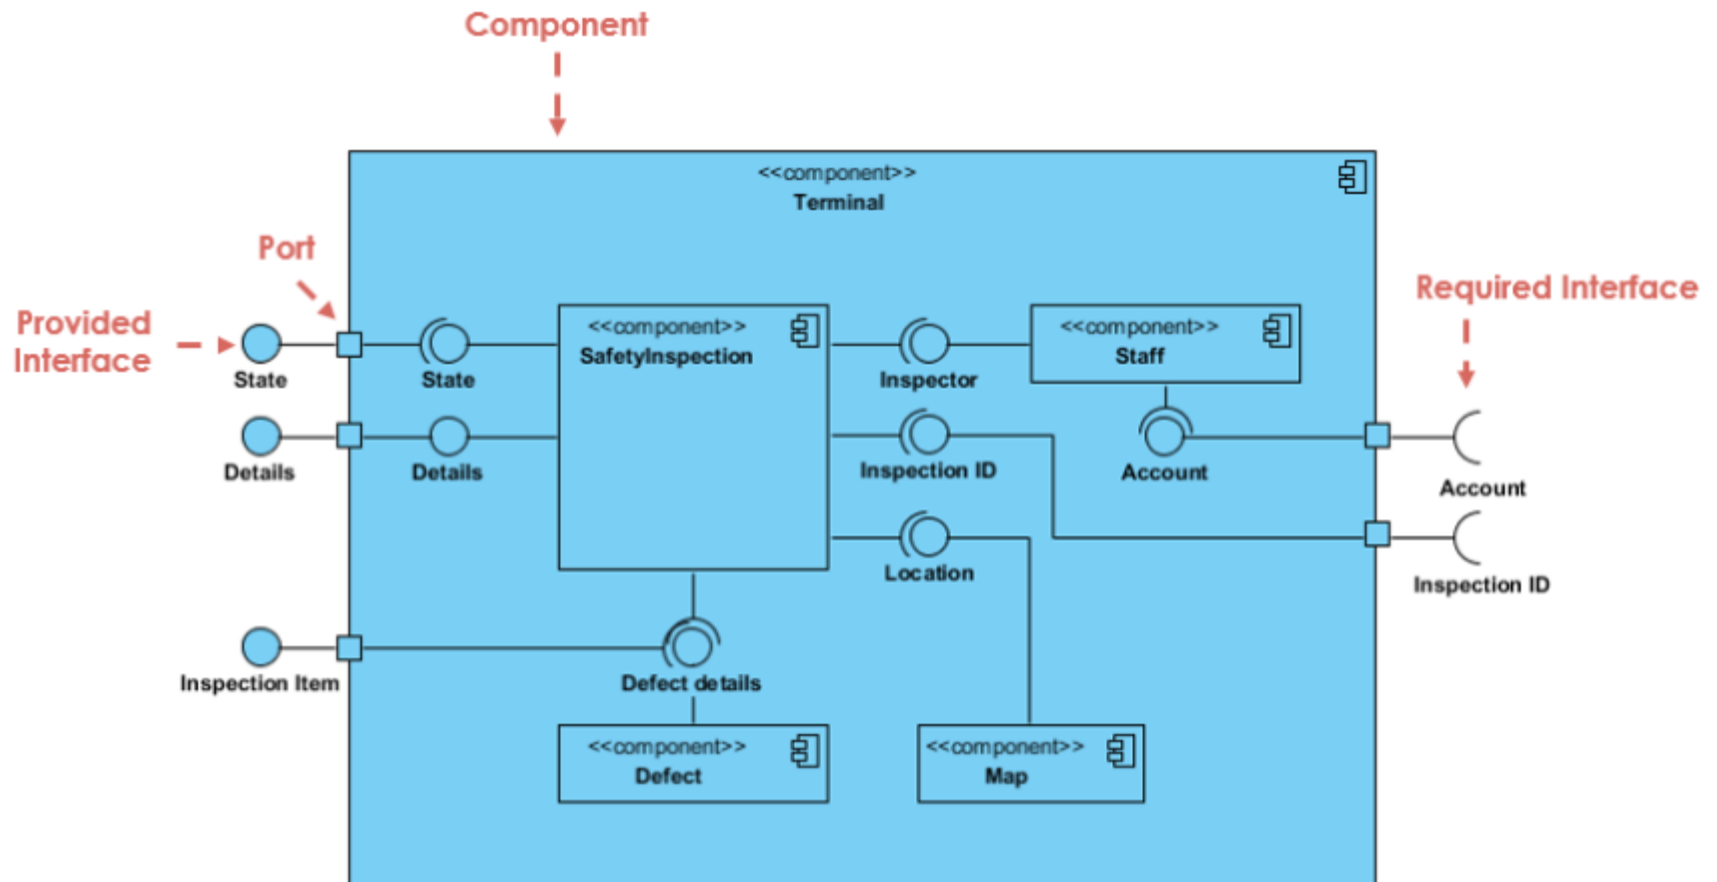 Component
<<component>>
Terminal
Port
Provided
Interface
Required Interface
<<component>>
SafetyInspection
<<component>>
Staff
State
State
Inspector
Details
Details
Inspection ID
Account
Account
Location
Inspection ID
Inspection Item
Defect details
<<component>>
Defect
<<component>>
Map